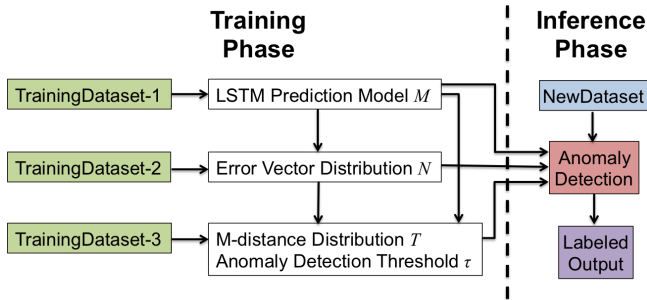 Training
Phase
Inference
Phase
TrainingDataset-1
LSTM Prediction Model M
NewDataset
TrainingDataset-2
Error Vector Distribution N
Anomaly
Detection
TrainingDataset-3
M-distance Distribution T
Anomaly Detection Threshold τ
Labeled
Output